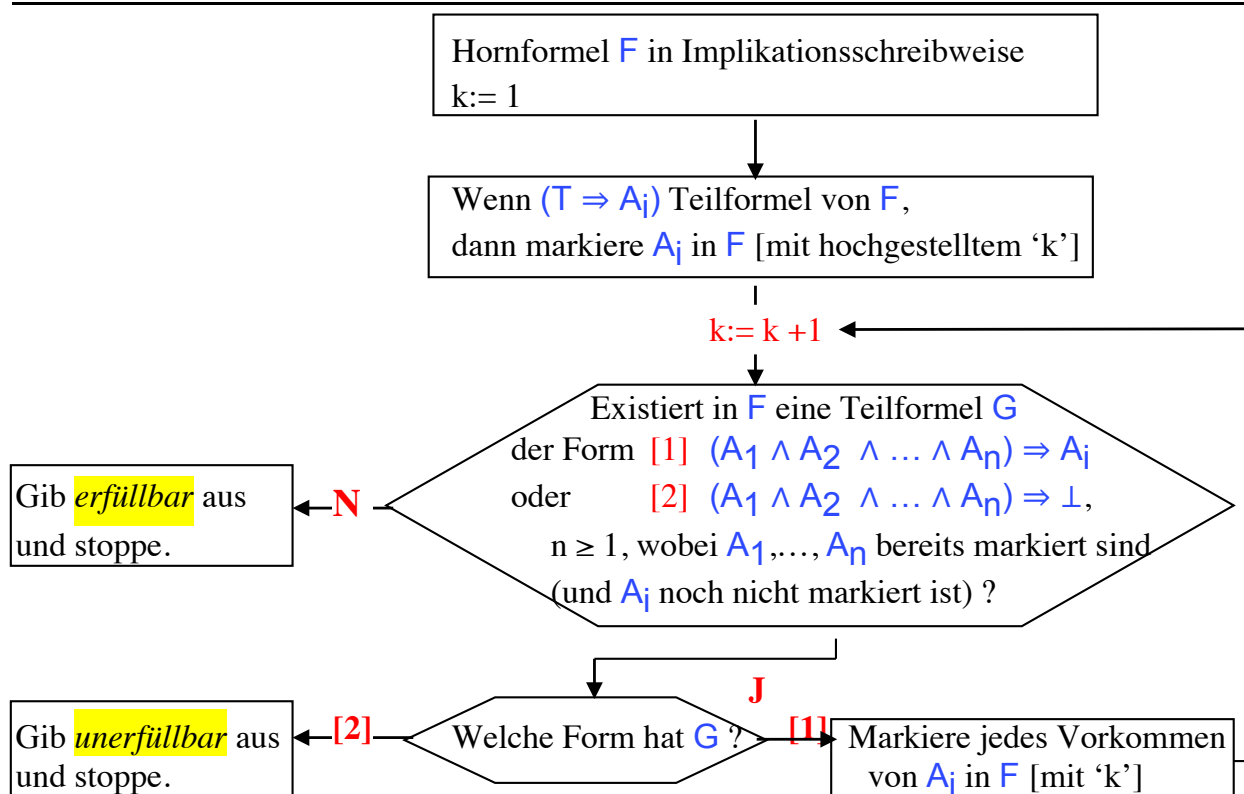 Hornformel F in Implikationsschreibweise
k:= 1
Wenn (T ⇒ Ai) Teilformel von F,
dann markiere Ai in F [mit hochgestelltem ‘k’]
k:= k +1
Existiert in F eine Teilformel G
der Form [1] (A1 ∧ A2 ∧ … ∧ An) ⇒ Ai
oder [2] (A1 ∧ A2 ∧ … ∧ An) ⇒ ⊥,
n ≥ 1, wobei A1,…, An bereits markiert sind
(und Ai noch nicht markiert ist) ?
N
Gib erfüllbar aus
und stoppe.
J
Welche Form hat G ?
[2]
Gib unerfüllbar aus
und stoppe.
[1]
Markiere jedes Vorkommen
von Ai in F [mit ‘k’]